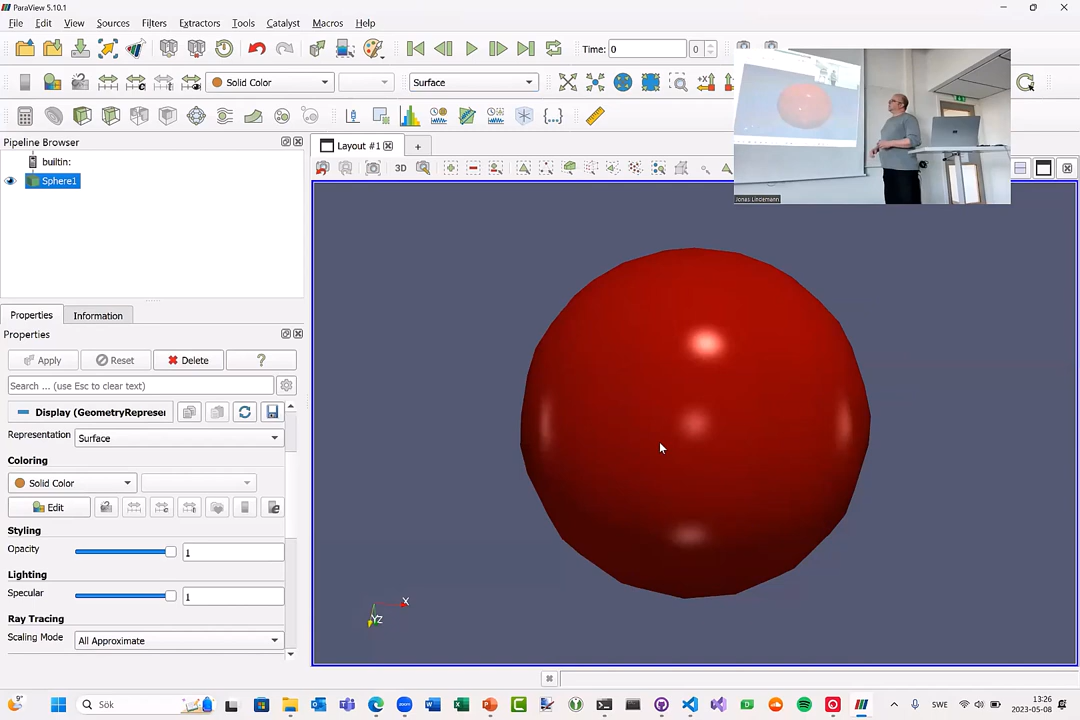 ParaView 5.10.1
File Edit View Sources Filters Extractors Tools Catalyst Macros Help
Time: 0 0
Solid Color Surface
Pipeline Browser
Layout #1
3D
builtin:
Sphere1
Jonas Lindemann
Properties Information
Properties
Apply Reset Delete ?
Search ... (use Esc to clear text)
Display (GeometryRepreser
Representation Surface
Coloring
Solid Color
Edit
Styling
Opacity 1
Lighting
Specular 1
Ray Tracing
Scaling Mode All Approximate
X
YZ
9°
Sök
SWE
13:26
2023-05-08